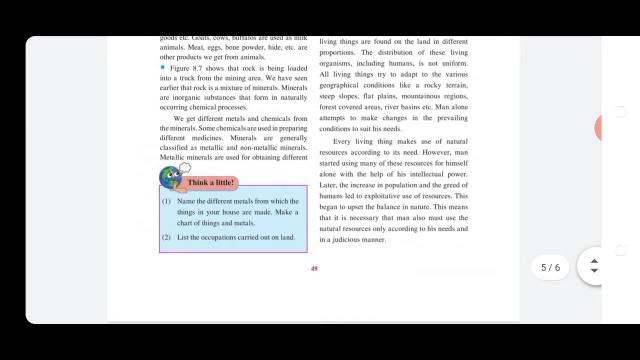 goods etc. Goats, cows, buffaloes are used as milk
animals. Meat, eggs, bone powder, hide, etc. are
other products we get from animals.
Figure 8.7 shows that rock is being loaded
into a truck from the mining area. We have seen
earlier that rock is a mixture of minerals. Minerals
are inorganic substances that form in naturally
occurring chemical processes.
We get different metals and chemicals from
the minerals. Some chemicals are used in preparing
different medicines. Minerals are generally
classified as metallic and non-metallic minerals.
Metallic minerals are used for obtaining different
Think a little!
(1) Name the different metals from which the
things in your house are made. Make a
chart of things and metals.
(2) List the occupations carried out on land.
living things are found on the land in different
proportions. The distribution of these living
organisms, including humans, is not uniform.
All living things try to adapt to the various
geographical conditions like a rocky terrain,
steep slopes, flat plains, mountainous regions,
forest covered areas, river basins etc. Man alone
attempts to make changes in the prevailing
conditions to suit his needs.
Every living thing makes use of natural
resources according to its need. However, man
started using many of these resources for himself
alone with the help of his intellectual power.
Later, the increase in population and the greed of
humans led to exploitative use of resources. This
began to upset the balance in nature. This means
that it is necessary that man also must use the
natural resources only according to his needs and
in a judicious manner.
49
5 / 6